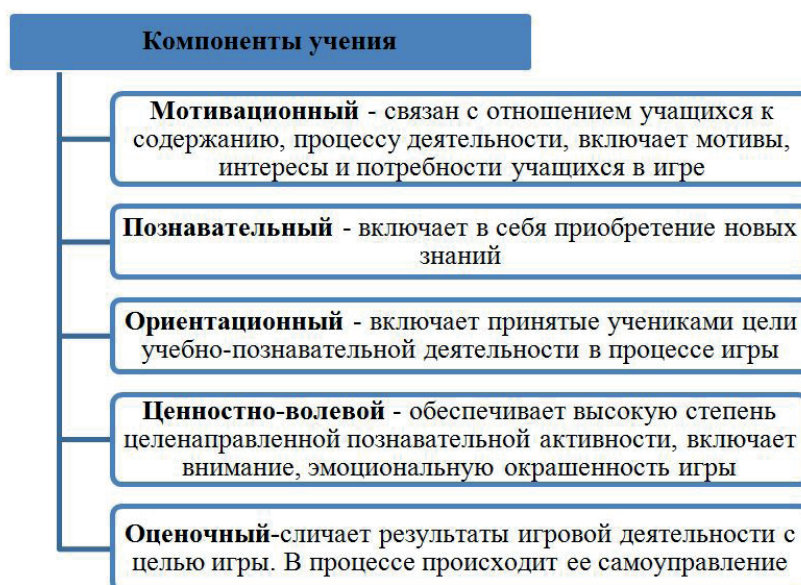 Компоненты учения
Мотивационный - связан с отношением учащихся к
содержанию, процессу деятельности, включает мотивы,
интересы и потребности учащихся в игре
Познавательный - включает в себя приобретение новых
знаний
Ориентационный - включает принятые учениками цели
учебно-познавательной деятельности в процессе игры
Ценностно-волевой - обеспечивает высокую степень
целенаправленной познавательной активности, включает
внимание, эмоциональную окрашенность игры
Оценочный-сличает результаты игровой деятельности с
целью игры. В процессе происходит ее самоуправление